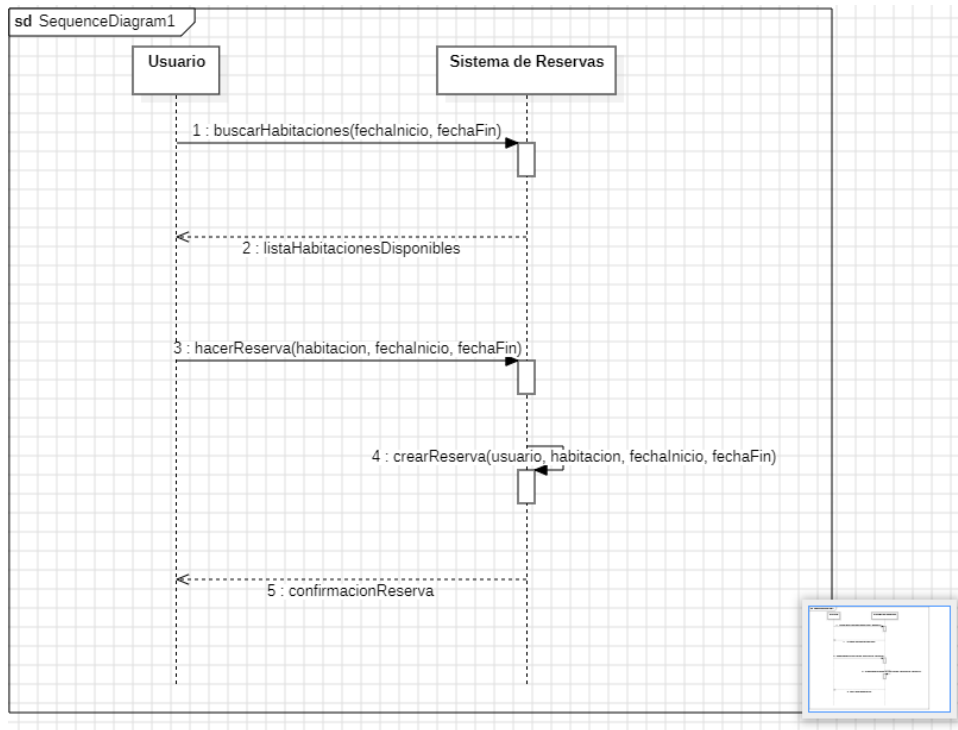 sd SequenceDiagram1
Usuario
Sistema de Reservas
1 : buscarHabitaciones(fechaInicio, fechaFin)
2 : listaHabitacionesDisponibles
3 : hacerReserva(habitacion, fechaInicio, fechaFin)
4 : crearReserva(usuario, habitacion, fechaInicio, fechaFin)
5 : confirmacionReserva